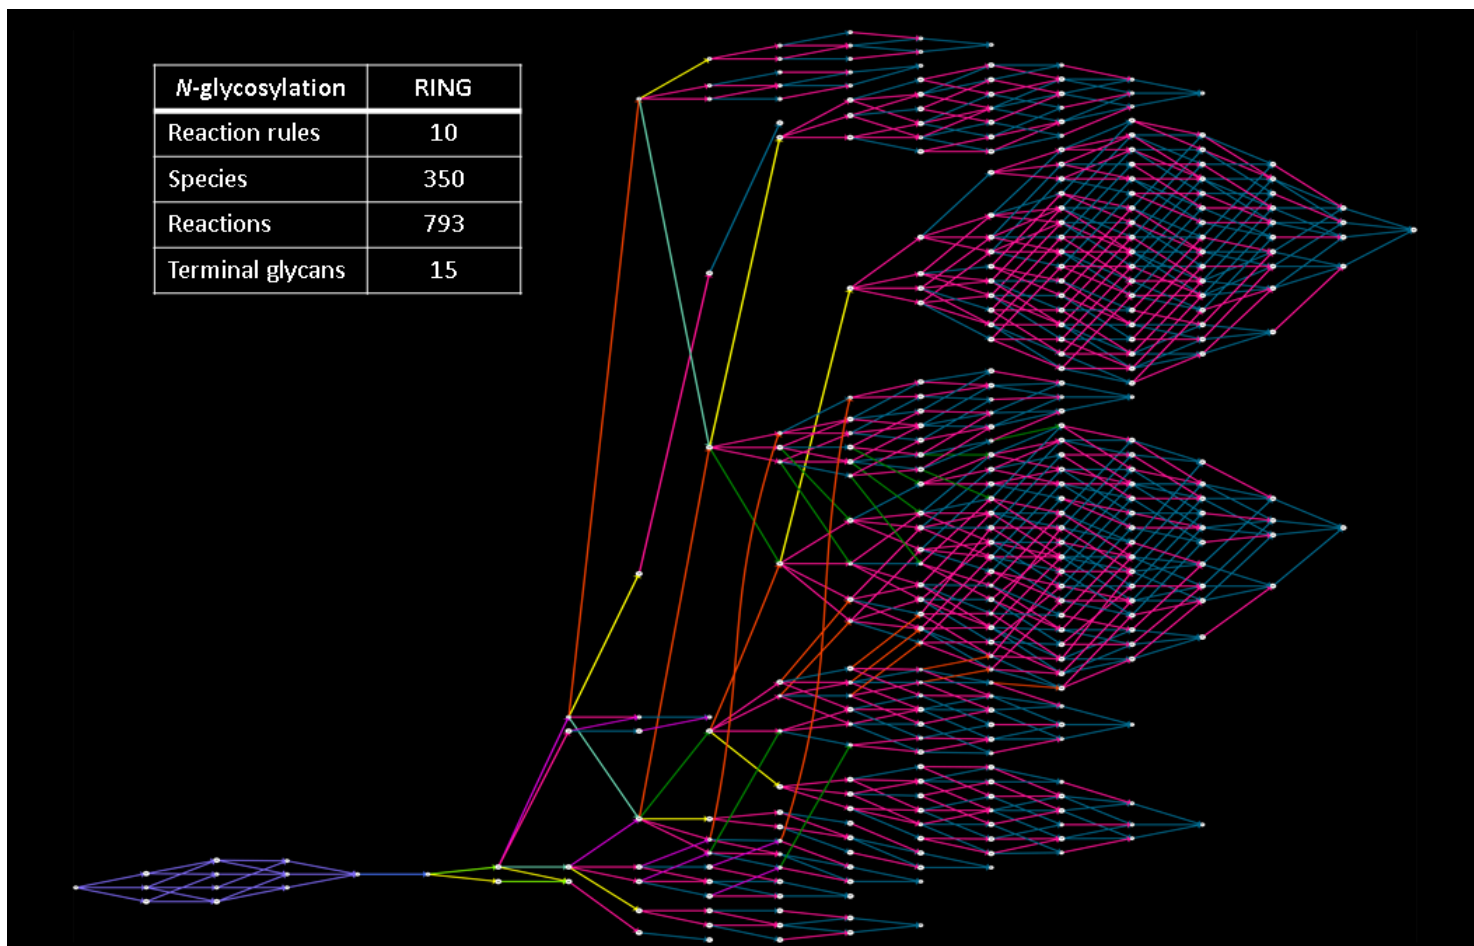 N-glycosylation RING
Reaction rules 10
Species 350
Reactions 793
Terminal glycans 15